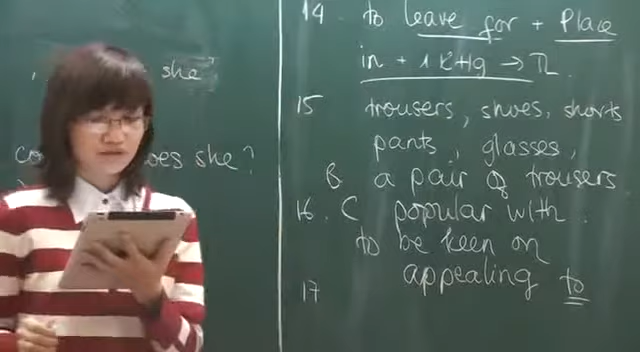 she
does she?
14. to leave for + Place
in + 1 k+tg → TL.
15 trousers, shoes, shorts
pants, glasses,
B a pair of trousers
16. C popular with.
to be keen on
appealing to
17